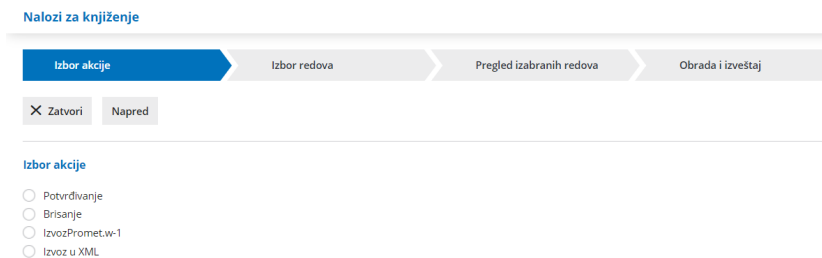 Nalozi za knjiženje
Izbor akcije
Izbor redova
Pregled izabranih redova
Obrada i izveštaj
Zatvori
Napred
Izbor akcije
Potvrđivanje
Brisanje
IzvozPromet.w-1
Izvoz u XML